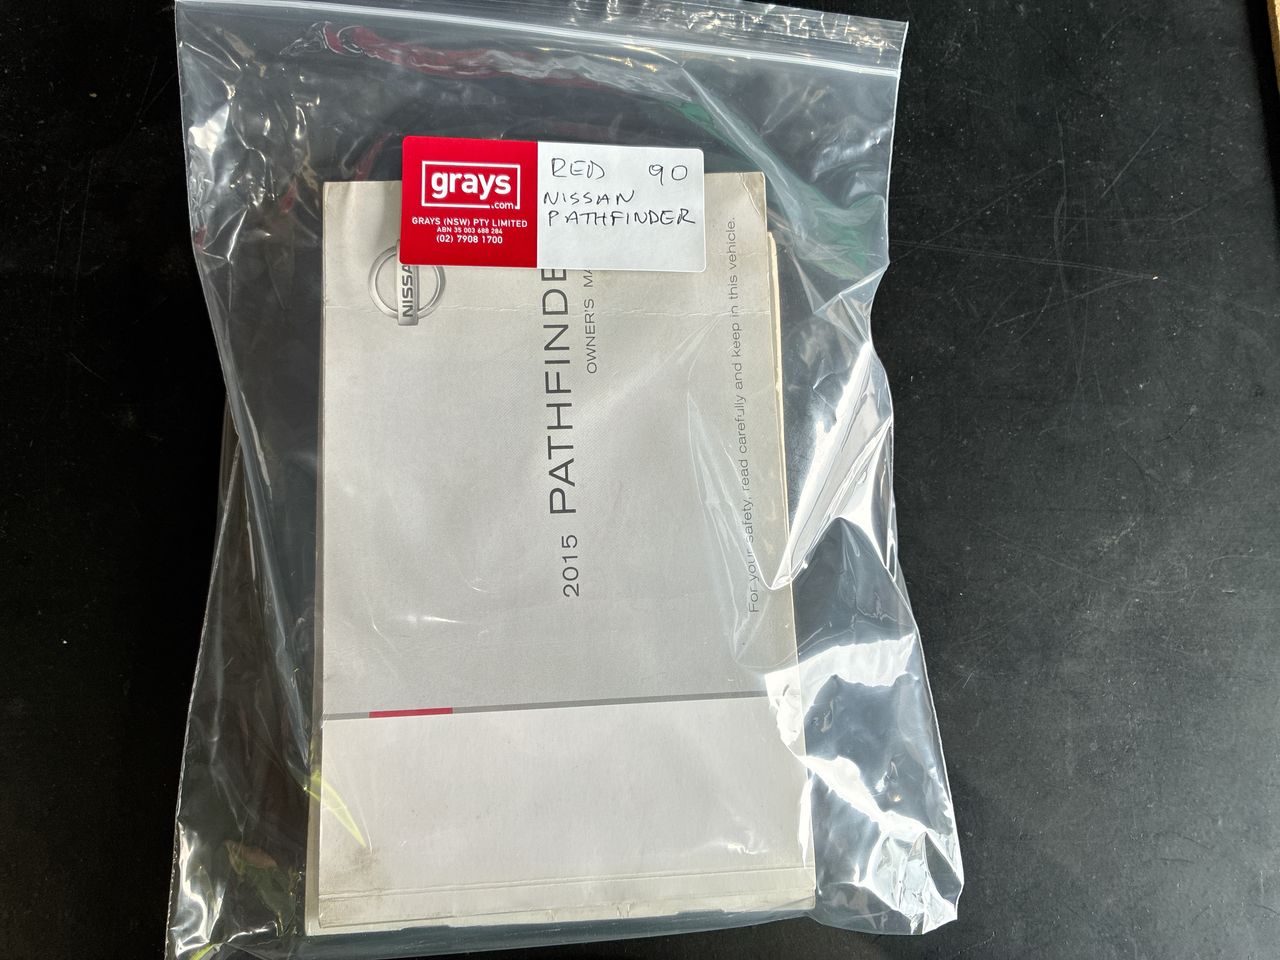 grays
.com
GRAYS (NSW) PTY LIMITED
ABN 35 003 688 284
(02) 7908 1700
RED 90
NISSAN
PATHFINDER
NISSAN
2015 PATHFINDE
OWNER'S MA
For your safety, read carefully and keep in this vehicle.